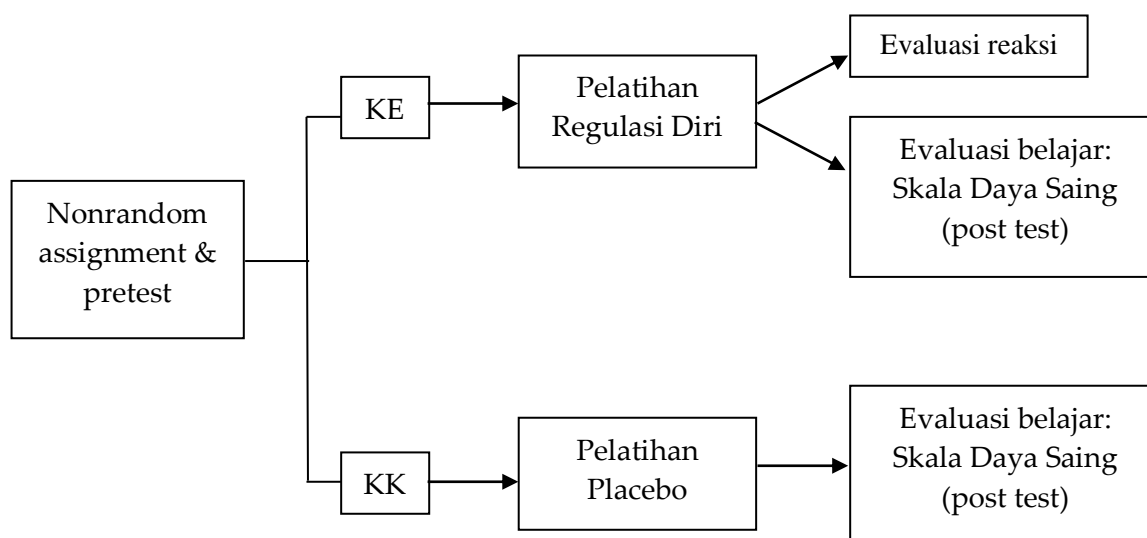 Nonrandom
assignment &
pretest
KE
Pelatihan
Regulasi Diri
Evaluasi reaksi
Evaluasi belajar:
Skala Daya Saing
(post test)
KK
Pelatihan
Placebo
Evaluasi belajar:
Skala Daya Saing
(post test)